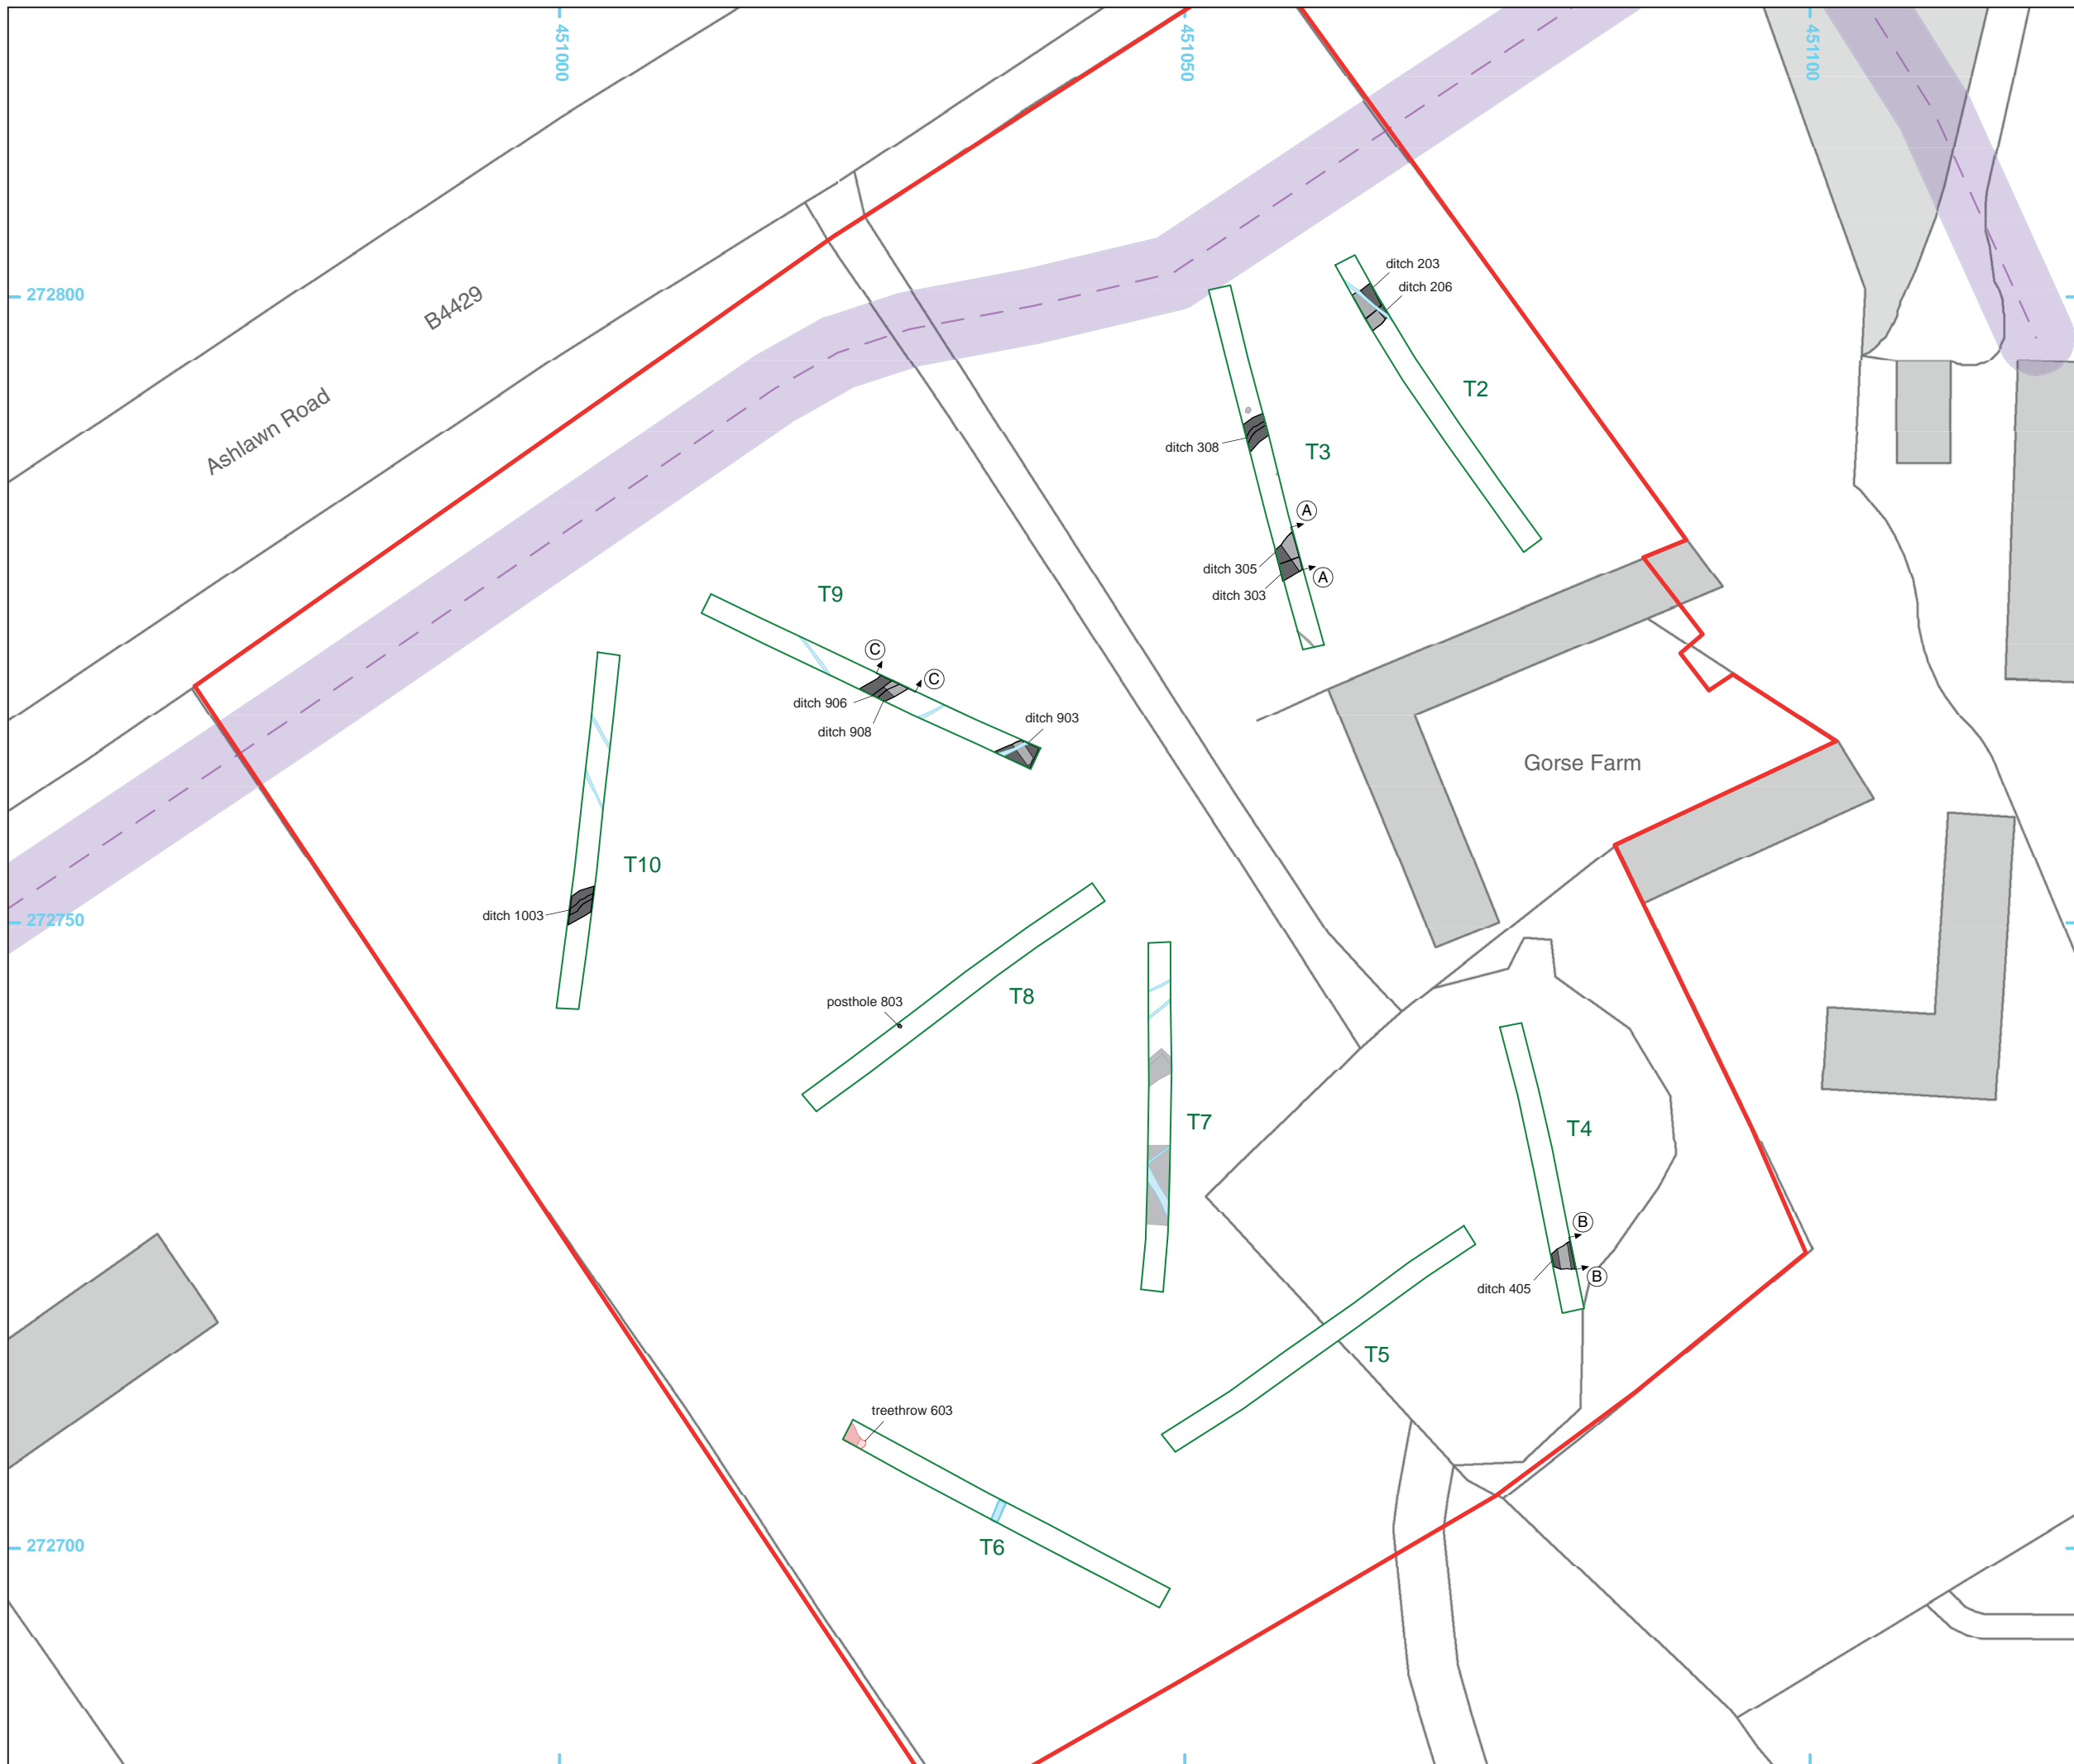 451000
451050
451100
ditch 203
272800
ditch 206
B4429
T2
Ashlawn Road
ditch 308
T3
A
ditch 305
A
ditch 303
T9
C
C
ditch 906
ditch 903
ditch 908
Gorse Farm
T10
ditch 1003
272750
T8
posthole 803
T7
T4
B
B
ditch 405
T5
treethrow 603
272700
T6